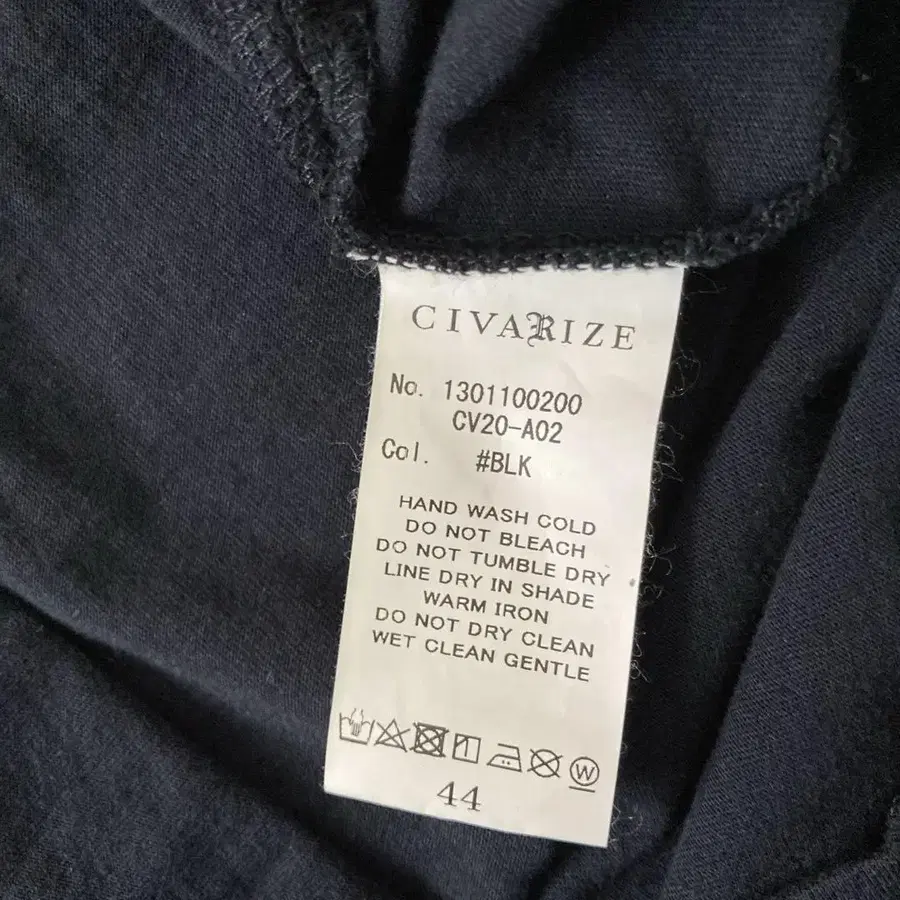 CIVARIZE
No. 1301100200
CV20-A02
Col. #BLK
HAND WASH COLD
DO NOT BLEACH
DO NOT TUMBLE DRY
LINE DRY IN SHADE
WARM IRON
DO NOT DRY CLEAN
WET CLEAN GENTLE
W
44